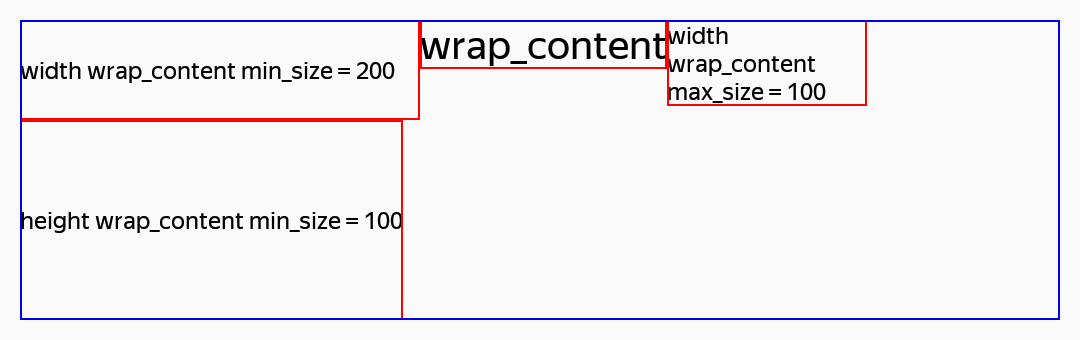 width wrap_content min_size = 200
wrap_content
width
wrap_content
max_size = 100
height wrap_content min_size = 100